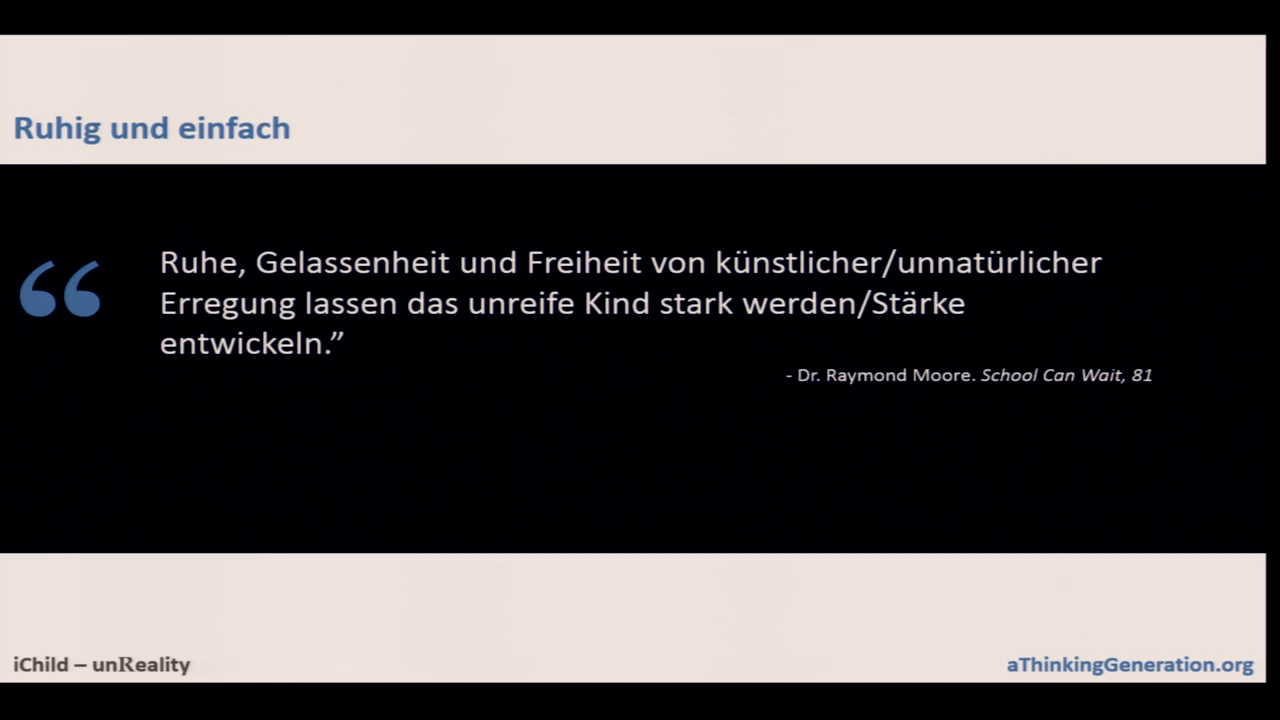 Ruhig und einfach
“
Ruhe, Gelassenheit und Freiheit von künstlicher/unnatürlicher
Erregung lassen das unreife Kind stark werden/Stärke
entwickeln.”
- Dr. Raymond Moore. School Can Wait, 81
iChild – unReality
aThinkingGeneration.org